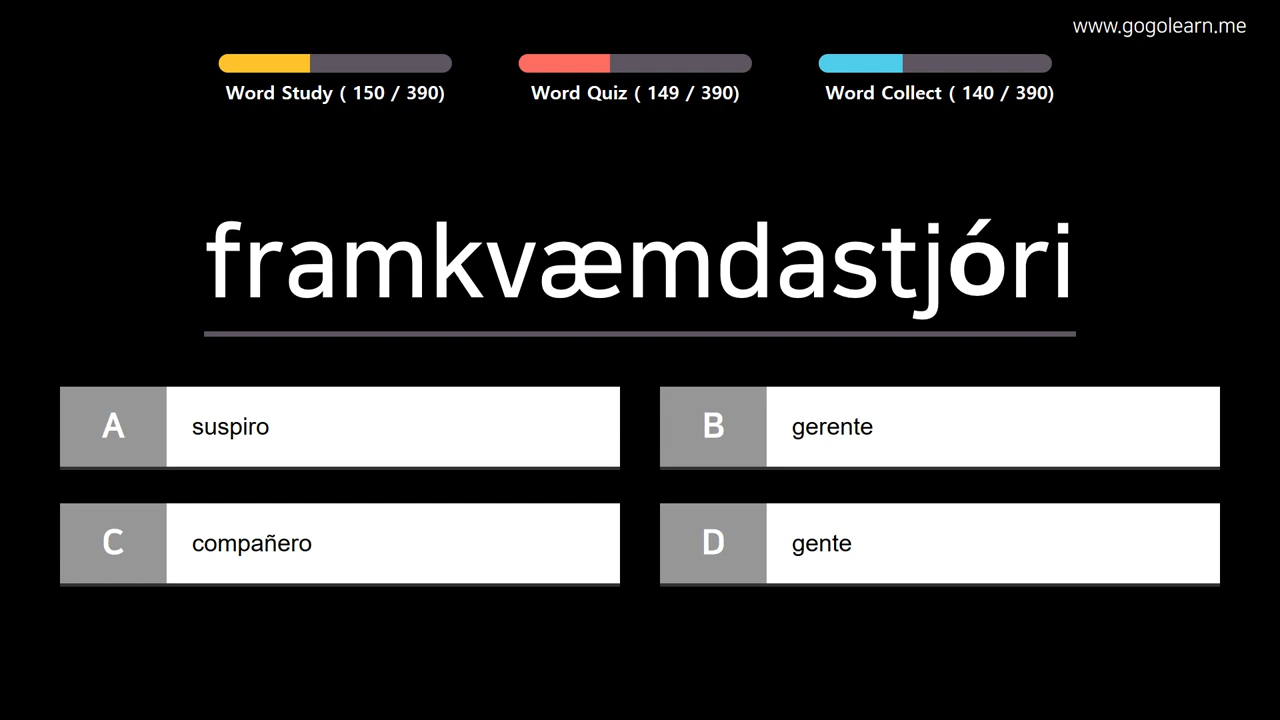 www.gogolearn.me
Word Study ( 150 / 390)
Word Quiz ( 149 / 390)
Word Collect ( 140 / 390)
framkvæmdastjóri
A suspiro
B gerente
C compañero
D gente